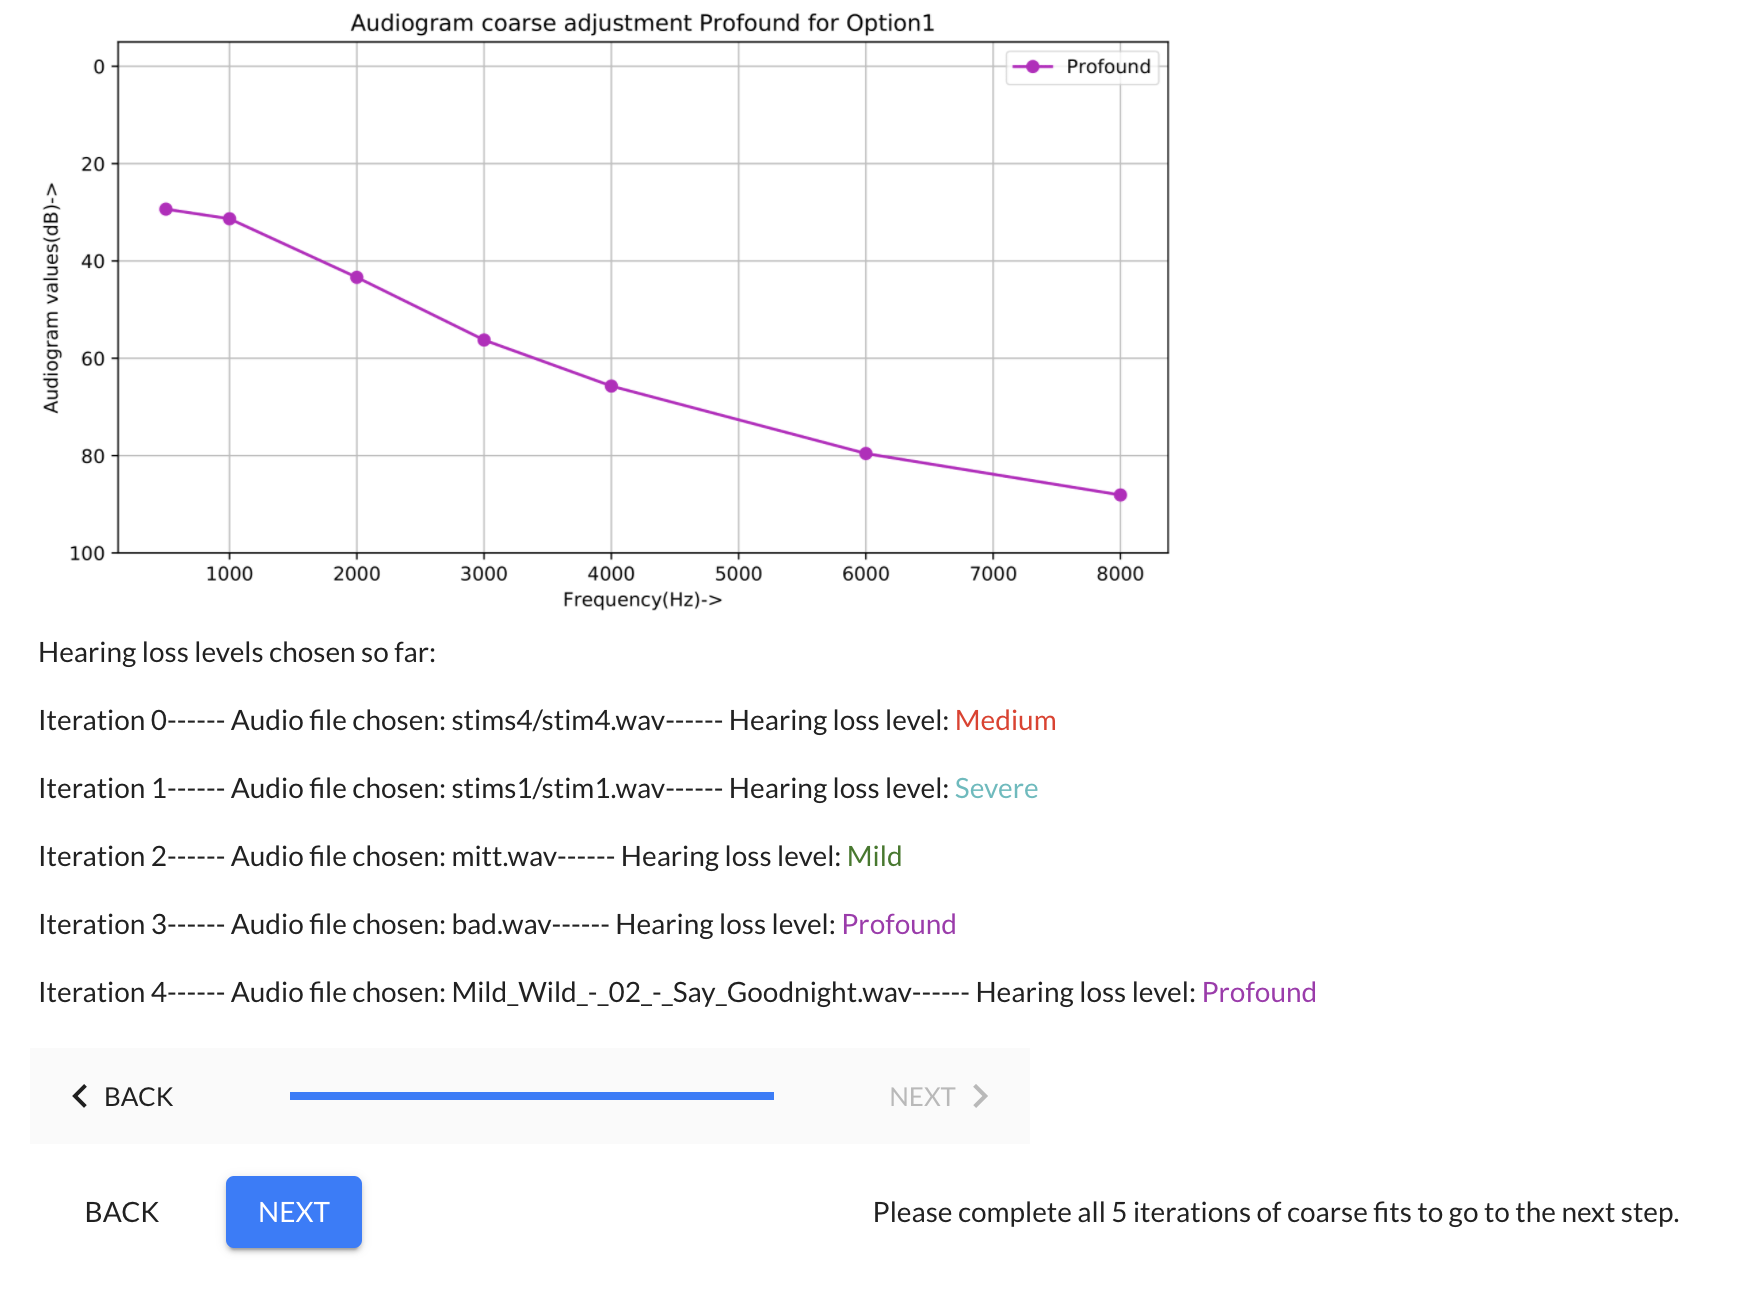 Audiogram coarse adjustment Profound for Option1
Profound
Audiogram values(dB)->
0
20
40
60
80
100
1000 2000 3000 4000 5000 6000 7000 8000
Frequency(Hz)->
Hearing loss levels chosen so far:
Iteration 0------ Audio file chosen: stims4/stim4.wav------ Hearing loss level: Medium
Iteration 1------ Audio file chosen: stims1/stim1.wav------ Hearing loss level: Severe
Iteration 2------ Audio file chosen: mitt.wav------ Hearing loss level: Mild
Iteration 3------ Audio file chosen: bad.wav------ Hearing loss level: Profound
Iteration 4------ Audio file chosen: Mild_Wild_-_02_-_Say_Goodnight.wav------ Hearing loss level: Profound
BACK NEXT
BACK NEXT Please complete all 5 iterations of coarse fits to go to the next step.